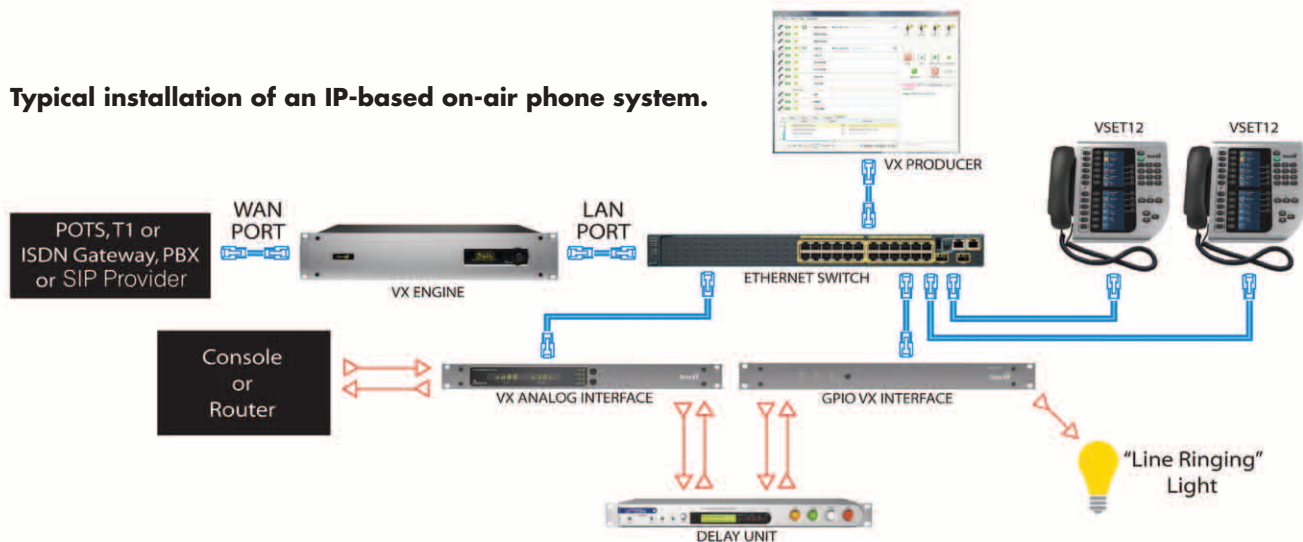 Typical installation of an IP-based on-air phone system.
VX PRODUCER
VSET12
VSET12
POTS, T1 or
ISDN Gateway, PBX
or SIP Provider
WAN
PORT
VX ENGINE
LAN
PORT
ETHERNET SWITCH
Console
or
Router
VX ANALOG INTERFACE
GPIO VX INTERFACE
"Line Ringing"
Light
DELAY UNIT